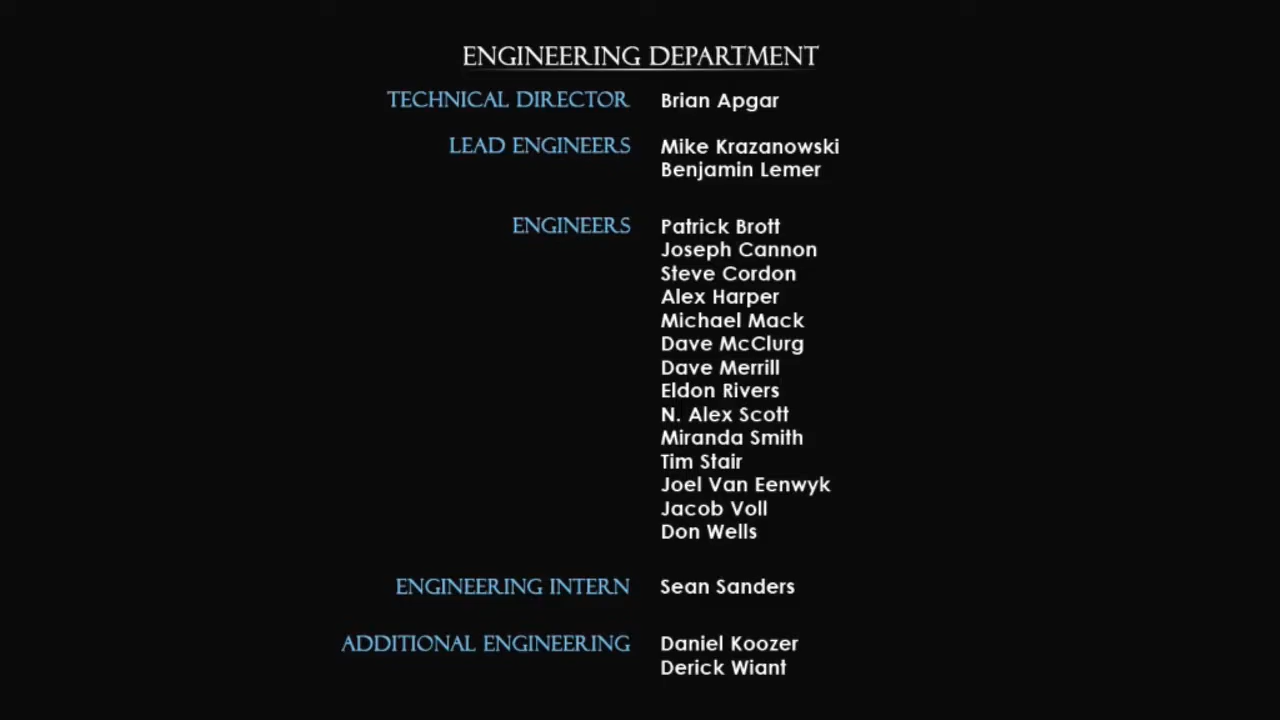 ENGINEERING DEPARTMENT
TECHNICAL DIRECTOR Brian Apgar
LEAD ENGINEERS Mike Krazanowski
Benjamin Lemer
ENGINEERS Patrick Brott
Joseph Cannon
Steve Cordon
Alex Harper
Michael Mack
Dave McClurg
Dave Merrill
Eldon Rivers
N. Alex Scott
Miranda Smith
Tim Stair
Joel Van Eenwyk
Jacob Voll
Don Wells
ENGINEERING INTERN Sean Sanders
ADDITIONAL ENGINEERING Daniel Koozer
Derick Wiant